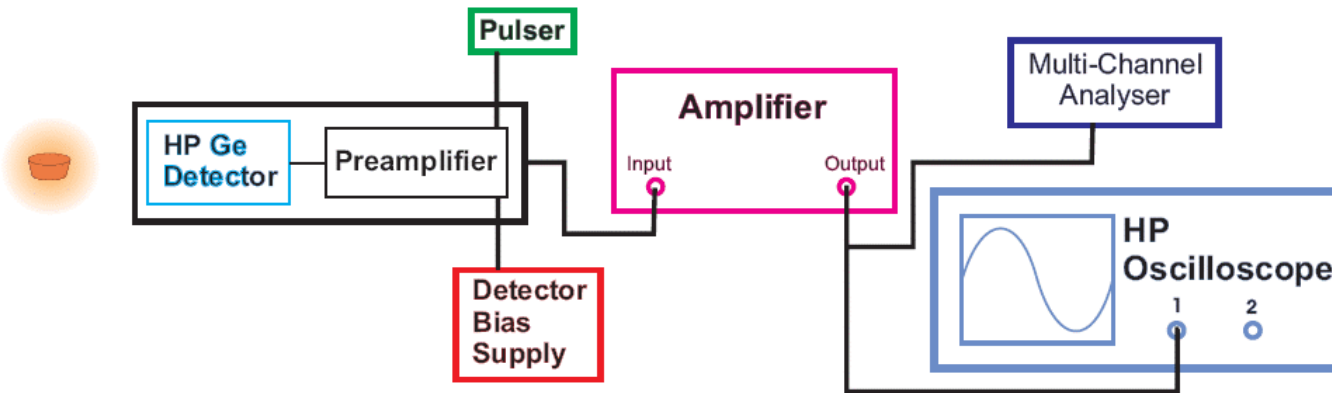 Pulser
HP Ge
Detector
Preamplifier
Detector
Bias
Supply
Amplifier
Input
Output
Multi-Channel
Analyser
HP
Oscilloscope
1
2